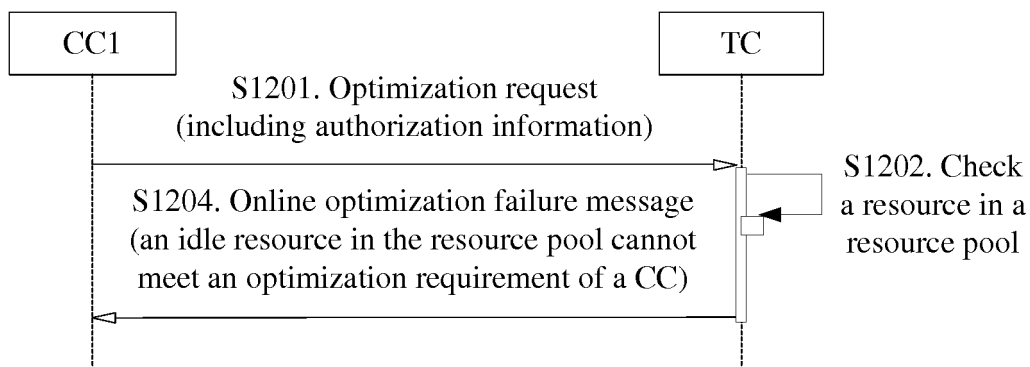 CC1
TC
S1201. Optimization request
(including authorization information)
S1202. Check
a resource in a
resource pool
S1204. Online optimization failure message
(an idle resource in the resource pool cannot
meet an optimization requirement of a CC)